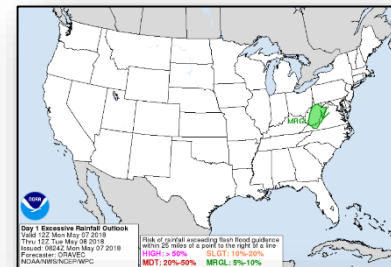 MRGL
NOAA
Day 1 Excessive Rainfall Outlook
Valid 12Z Mon May 07 2018
Thru 12Z Tue May 08 2018
Issued: 0824Z Mon May 07 2018
Forecaster: ORAVEC
NOAA/NWS/NCEP/WPC
Risk of rainfall exceeding flash flood guidance
within 25 miles of a point to the right of a line
HIGH: > 50% SLGT: 10%-20%
MDT: 20%-50% MRGL: 5%-10%